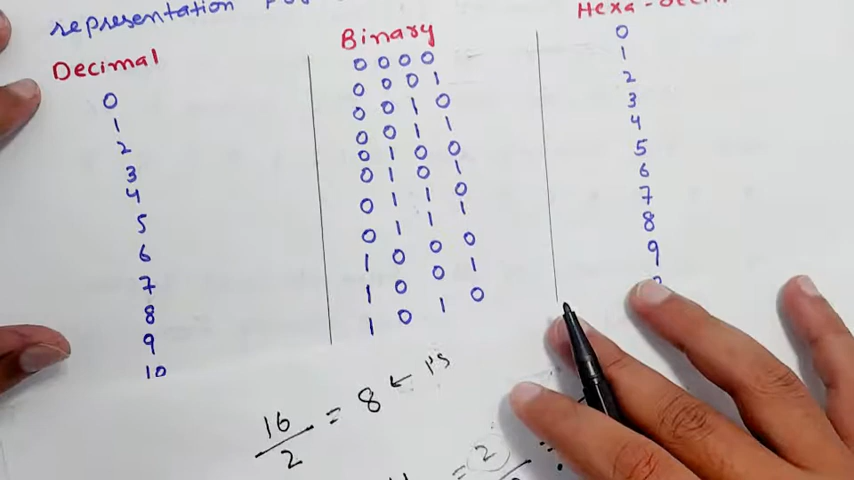 representation
Decimal Binary
0 0 0 0 0 0
1 0 0 0 1 1
2 0 0 1 0 2
3 0 0 1 1 3
4 0 1 0 0 4
5 0 1 0 1 5
6 0 1 1 0 6
7 0 1 1 1 7
8 1 0 0 0 8
9 1 0 0 1 9
10 1 0 1 0
16/2 = 8 ← 1's
= 2